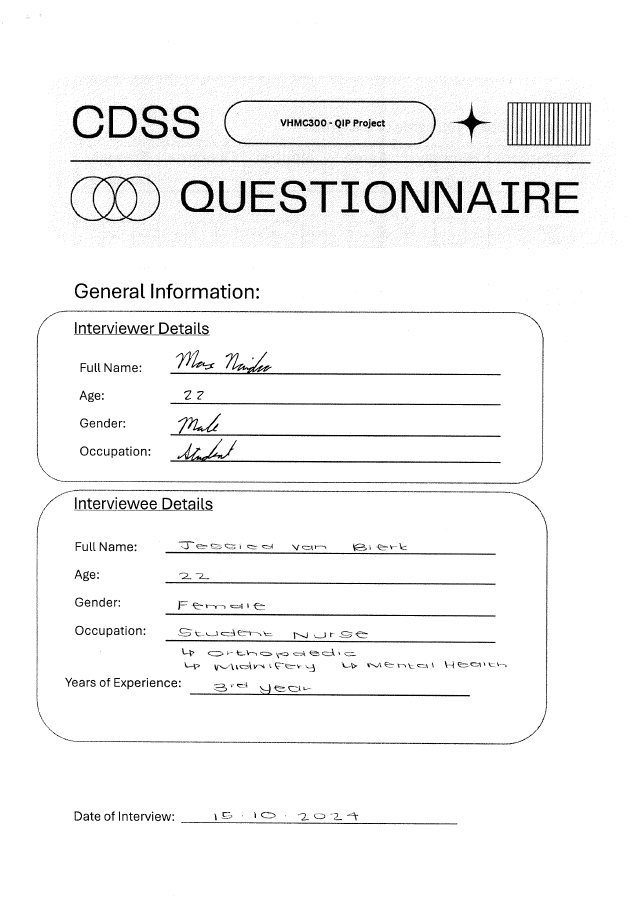 CDSS
VHMC300 - QIP Project
QUESTIONNAIRE
General Information:
Interviewer Details
Full Name: Max Naidu
Age: 22
Gender: Male
Occupation: Student
Interviewee Details
Full Name: Jessica van Bierk
Age: 22
Gender: Female
Occupation: Student Nurse
↳ Orthopaedic
↳ Midwifery ↳ Mental Health
Years of Experience: 3rd year
Date of Interview: 15.10.2024